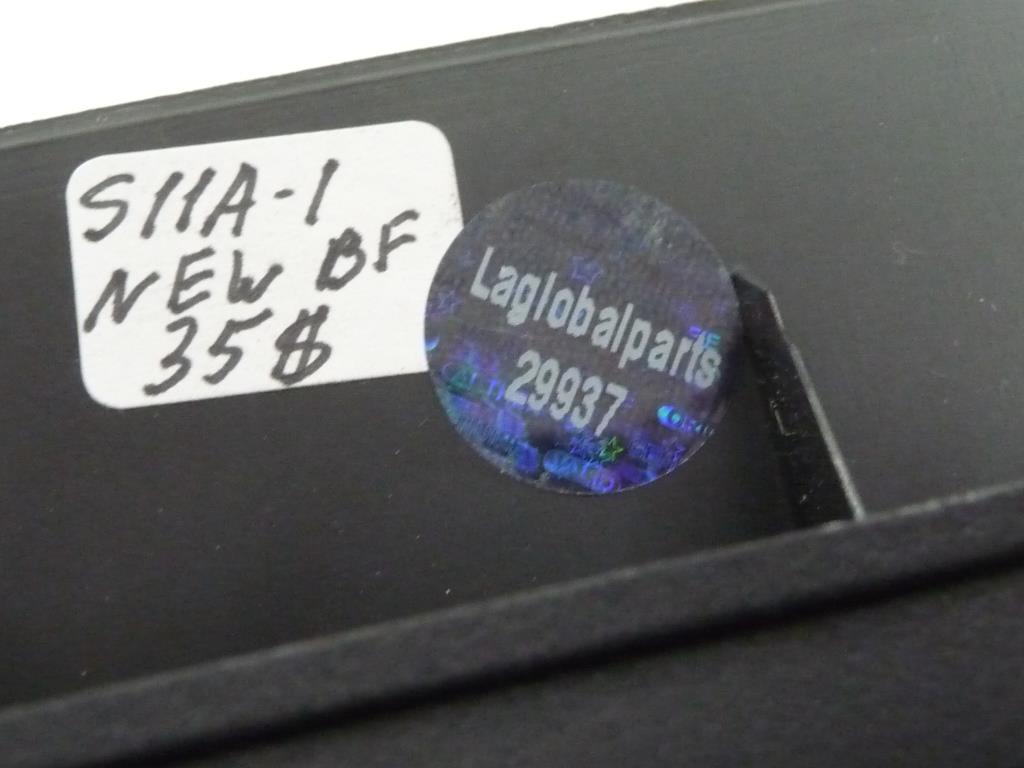 S11A-1
NEW BF
35$
Laglobalparts
29937